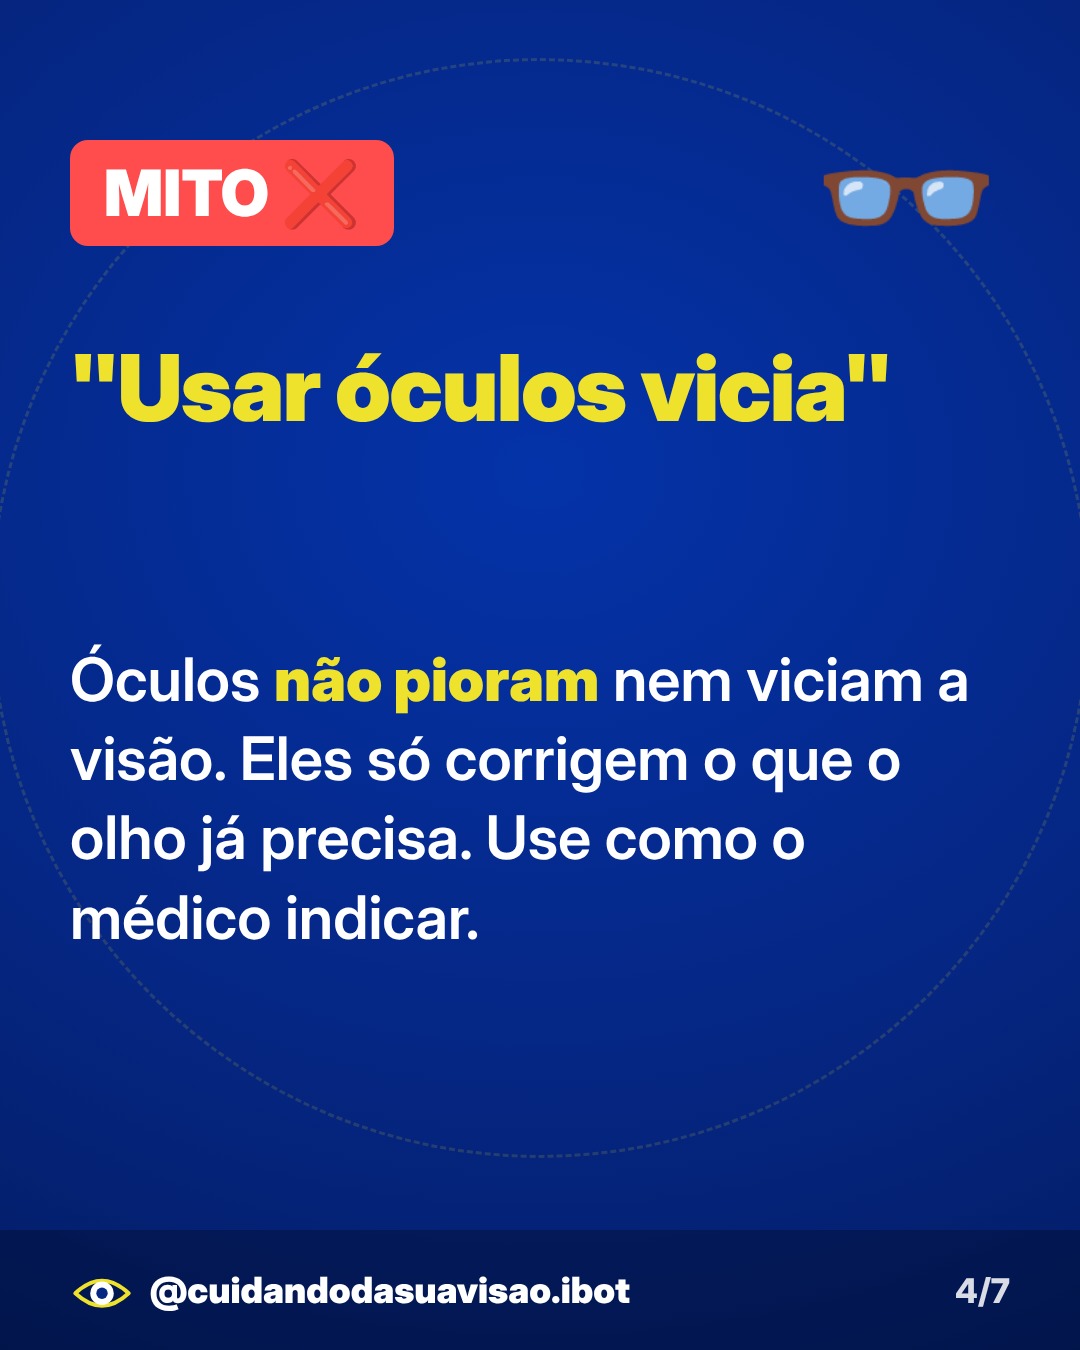 MITO ❌
"Usar óculos vicia"
Óculos não pioram nem viciam a
visão. Eles só corrigem o que o
olho já precisa. Use como o
médico indicar.
@cuidandodasuavisao.ibot
4/7